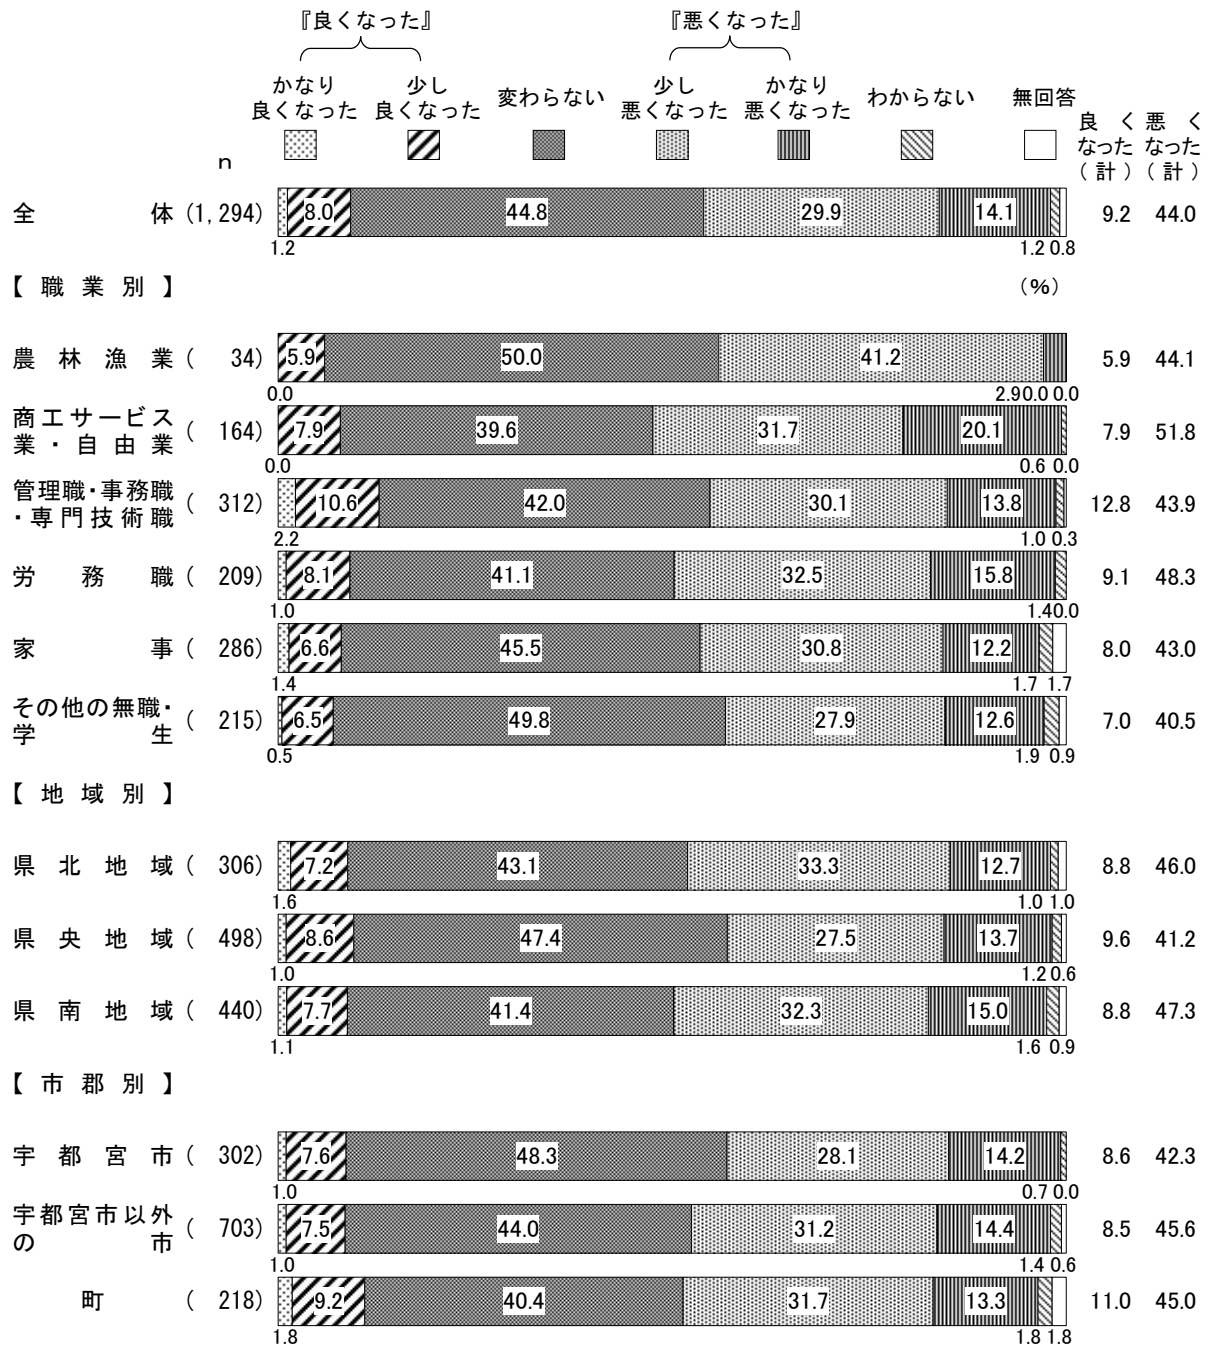 『良くなった』 『悪くなった』
かなり 少し 少し かなり
良くなった 良くなった 変わらない 悪くなった 悪くなった わからない 無回答
良く 悪く
なった なった
(計) (計)
n
全体 (1,294) 8.0 44.8 29.9 14.1 9.2 44.0
1.2 1.2 0.8
【職業別】 (%)
農林漁業 ( 34) 5.9 50.0 41.2 5.9 44.1
0.0 2.9 0.0 0.0
商工サービス
業・自由業 ( 164) 7.9 39.6 31.7 20.1 7.9 51.8
0.0 0.6 0.0
管理職・事務職
・専門技術職 ( 312) 10.6 42.0 30.1 13.8 12.8 43.9
2.2 1.0 0.3
労務職 ( 209) 8.1 41.1 32.5 15.8 9.1 48.3
1.0 1.4 0.0
家事 ( 286) 6.6 45.5 30.8 12.2 8.0 43.0
1.4 1.7 1.7
その他の無職・
学生 ( 215) 6.5 49.8 27.9 12.6 7.0 40.5
0.5 1.9 0.9
【地域別】
県北地域 ( 306) 7.2 43.1 33.3 12.7 8.8 46.0
1.6 1.0 1.0
県央地域 ( 498) 8.6 47.4 27.5 13.7 9.6 41.2
1.0 1.2 0.6
県南地域 ( 440) 7.7 41.4 32.3 15.0 8.8 47.3
1.1 1.6 0.9
【市郡別】
宇都宮市 ( 302) 7.6 48.3 28.1 14.2 8.6 42.3
1.0 0.7 0.0
宇都宮市以外
の市 ( 703) 7.5 44.0 31.2 14.4 8.5 45.6
1.0 1.4 0.6
町 ( 218) 9.2 40.4 31.7 13.3 11.0 45.0
1.8 1.8 1.8